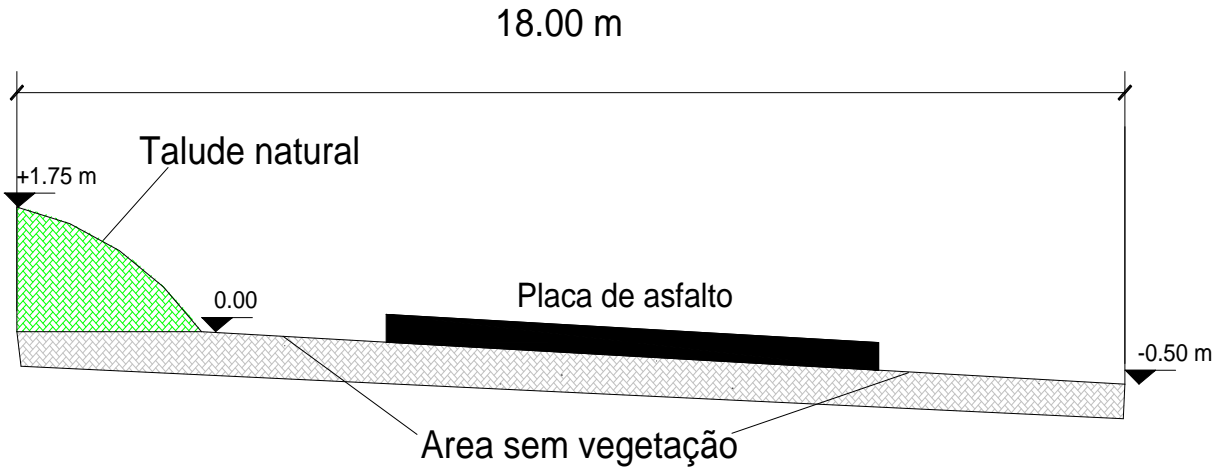 18.00 m
Talude natural
+1.75 m
0.00
Placa de asfalto
-0.50 m
Area sem vegetação